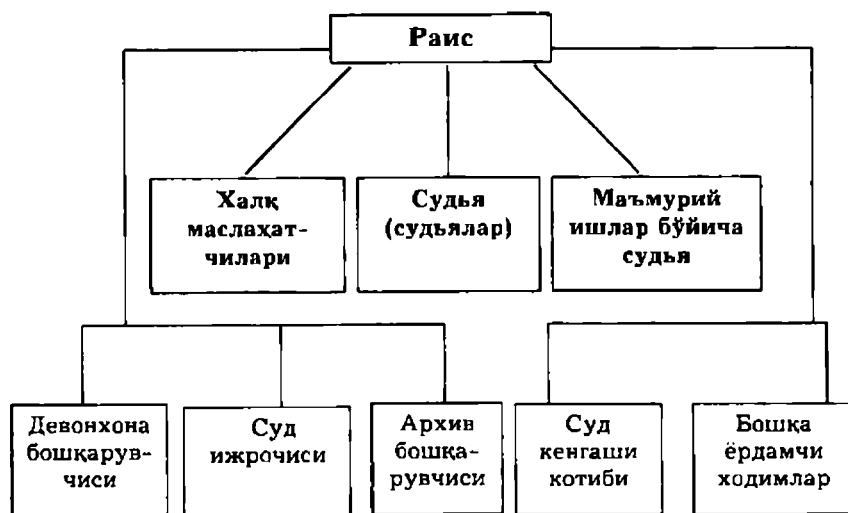 Раис
Халқ
маслаҳат-
чилари
Судья
(судьялар)
Маъмурий
ишлар бўйича
судья
Девонхона
бошқарув-
чиси
Суд
ижрочиси
Архив
бошқа-
рувчиси
Суд
кенгаши
котиби
Бошқа
ёрдамчи
ходимлар